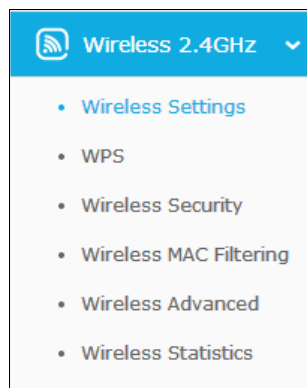 Wireless 2.4GHz
Wireless Settings
WPS
Wireless Security
Wireless MAC Filtering
Wireless Advanced
Wireless Statistics